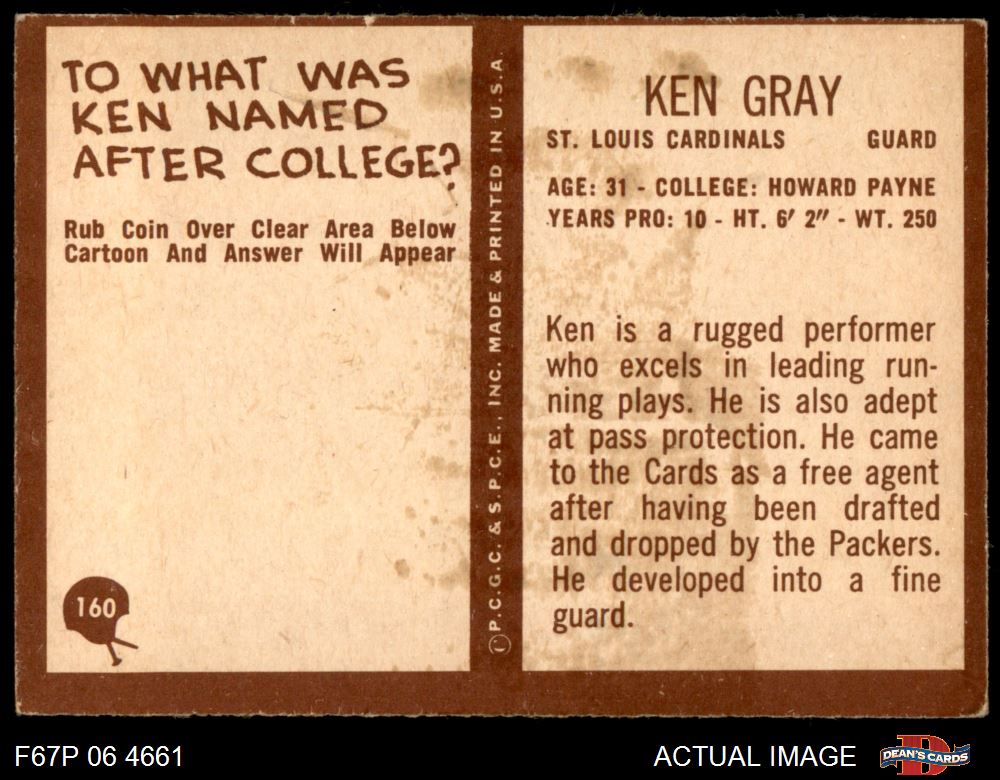 TO WHAT WAS
KEN NAMED
AFTER COLLEGE?
Rub Coin Over Clear Area Below
Cartoon And Answer Will Appear
160
© P.C.G.C. & S.P.C.E., INC. MADE & PRINTED IN U.S.A.
KEN GRAY
ST. LOUIS CARDINALS GUARD
AGE: 31 - COLLEGE: HOWARD PAYNE
YEARS PRO: 10 - HT. 6' 2" - WT. 250
Ken is a rugged performer
who excels in leading run-
ning plays. He is also adept
at pass protection. He came
to the Cards as a free agent
after having been drafted
and dropped by the Packers.
He developed into a fine
guard.
F67P 06 4661
ACTUAL IMAGE
D
DEAN'S CARDS